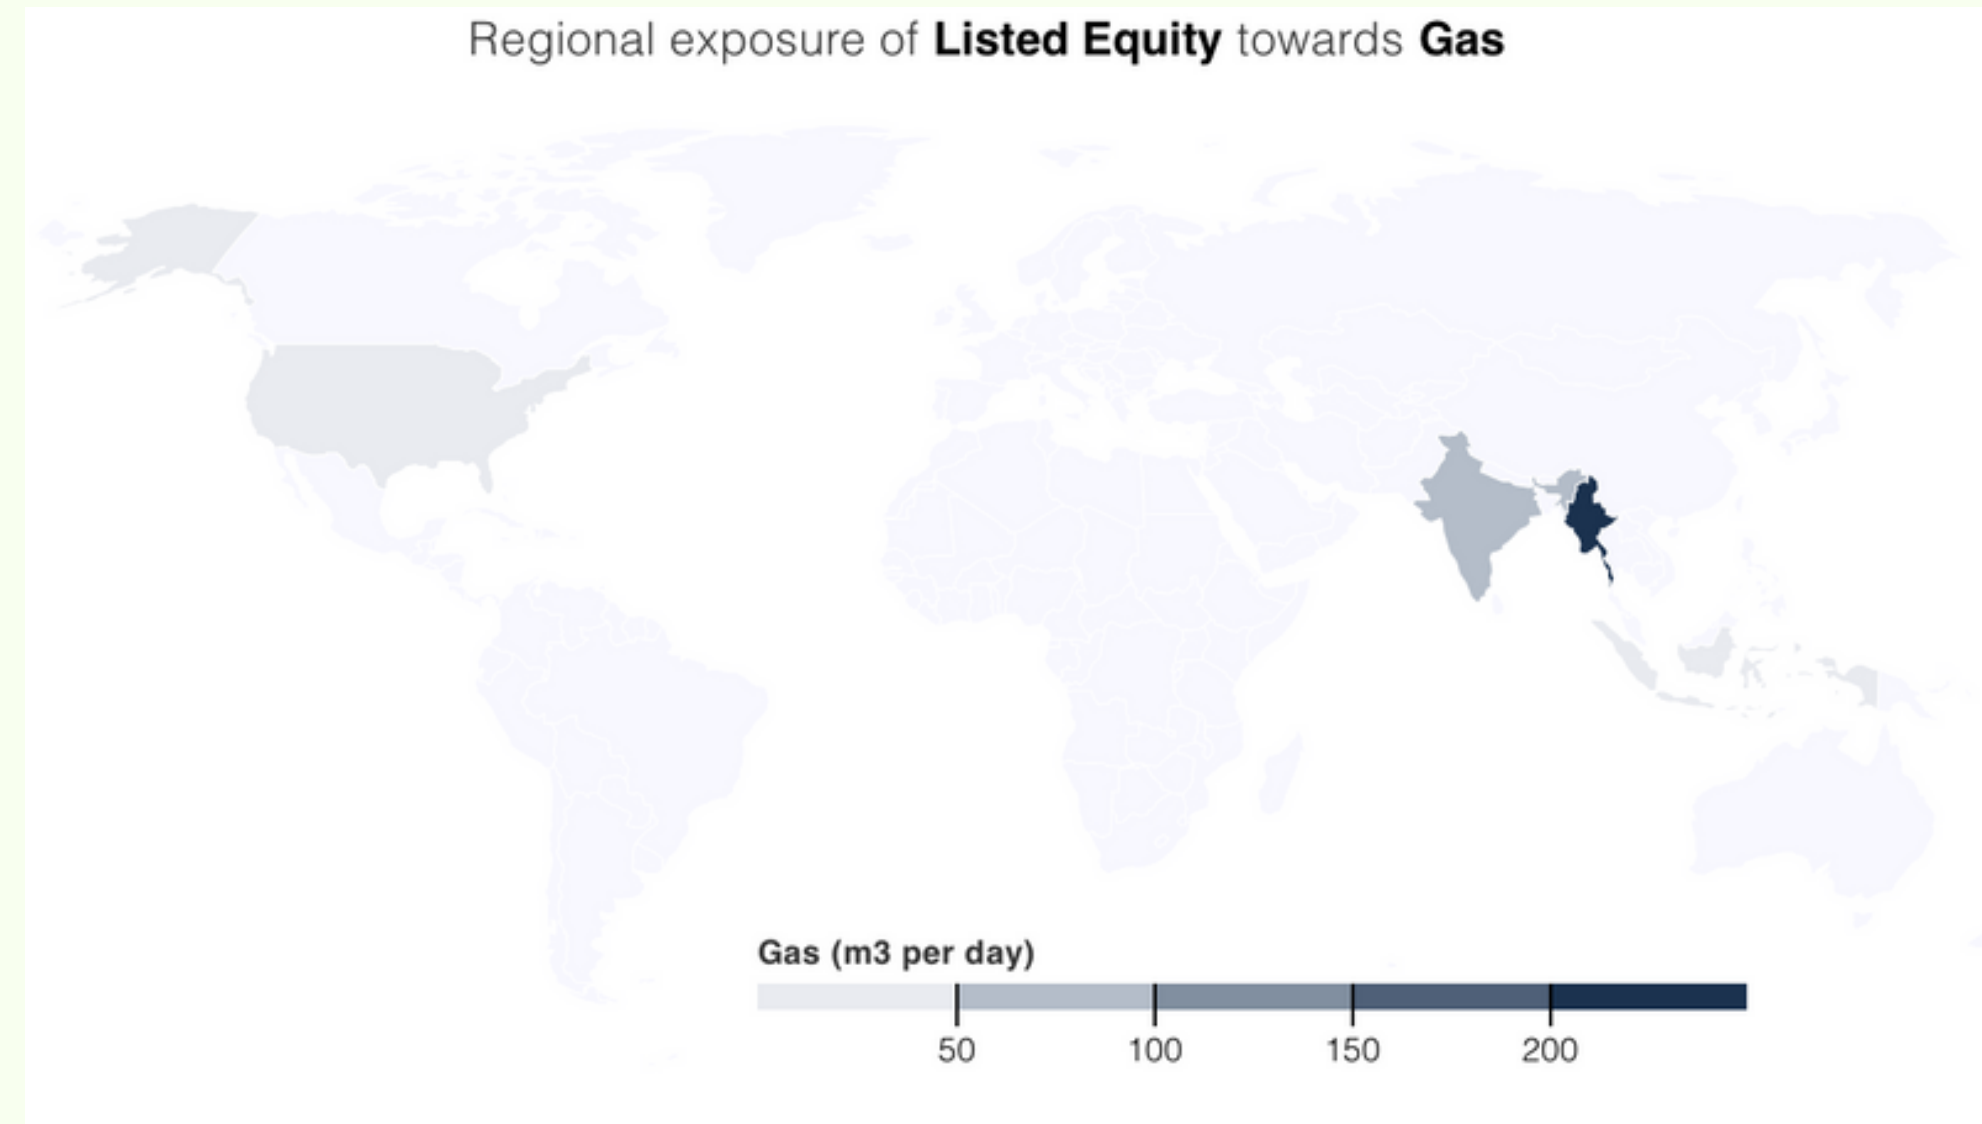 Regional exposure of Listed Equity towards Gas
Gas (m3 per day)
50 100 150 200